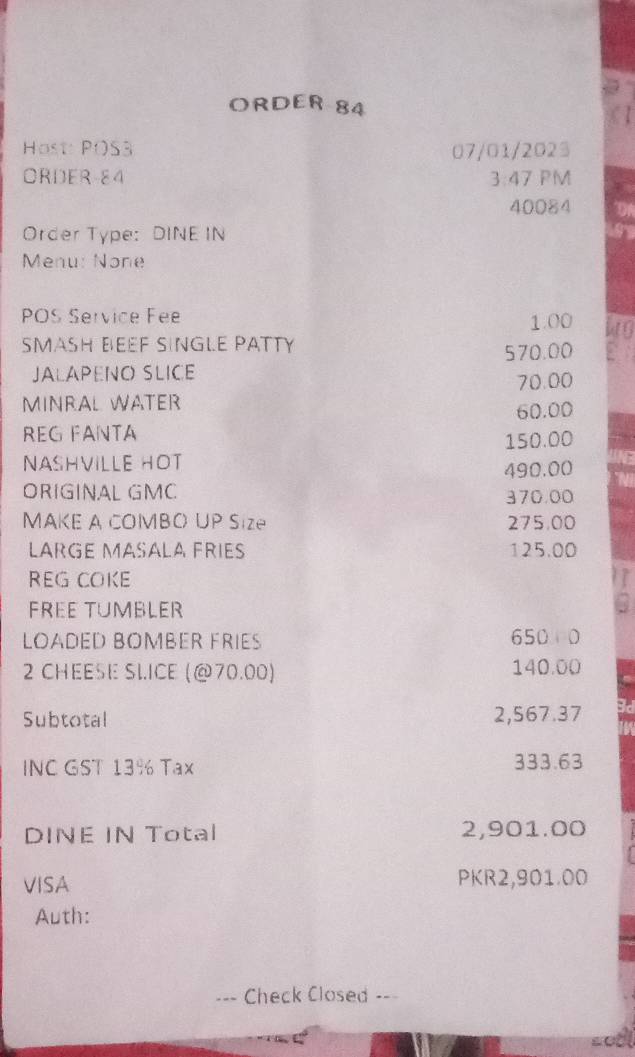 ORDER-84
Host: POS3 07/01/2023
ORDER-84 3:47 PM
40084
Order Type: DINE IN
Menu: None
POS Service Fee 1.00
SMASH BEEF SINGLE PATTY 570.00
JALAPENO SLICE 70.00
MINRAL WATER 60.00
REG FANTA 150.00
NASHVILLE HOT 490.00
ORIGINAL GMC 370.00
MAKE A COMBO UP Size 275.00
LARGE MASALA FRIES 125.00
REG COKE
FREE TUMBLER
LOADED BOMBER FRIES 650.00
2 CHEESE SLICE (@70.00) 140.00
Subtotal 2,567.37
INC GST 13% Tax 333.63
DINE IN Total 2,901.00
VISA PKR2,901.00
Auth:
--- Check Closed ---